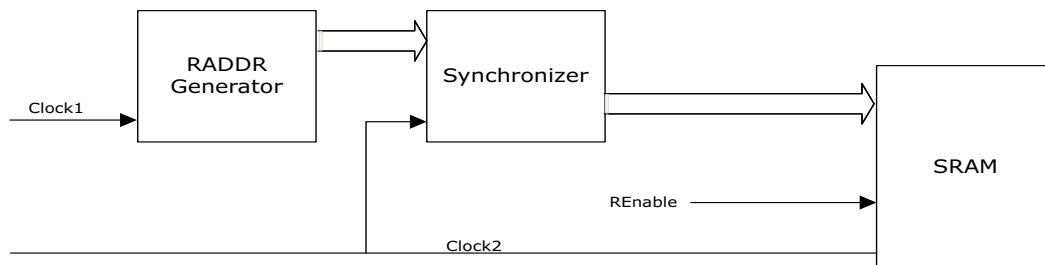 RADDR
Generator
Synchronizer
Clock1
SRAM
REnable
Clock2